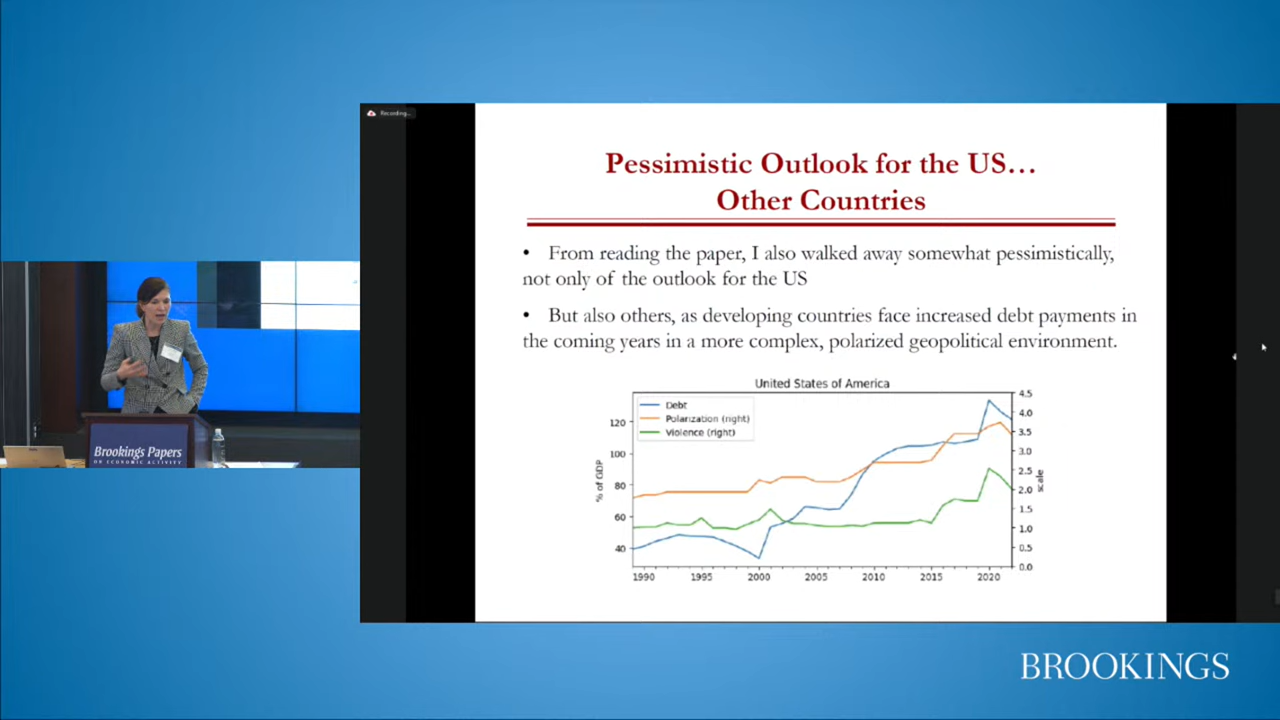 Recording...
Pessimistic Outlook for the US...
Other Countries
• From reading the paper, I also walked away somewhat pessimistically,
not only of the outlook for the US
• But also others, as developing countries face increased debt payments in
the coming years in a more complex, polarized geopolitical environment.
United States of America
Debt
Polarization (right)
Violence (right)
% of GDP
120
100
80
60
40
4.5
4.0
3.5
3.0
2.5
2.0
1.5
1.0
0.5
0.0
scale
1990 1995 2000 2005 2010 2015 2020
Brookings Papers
ON ECONOMIC ACTIVITY
BROOKINGS